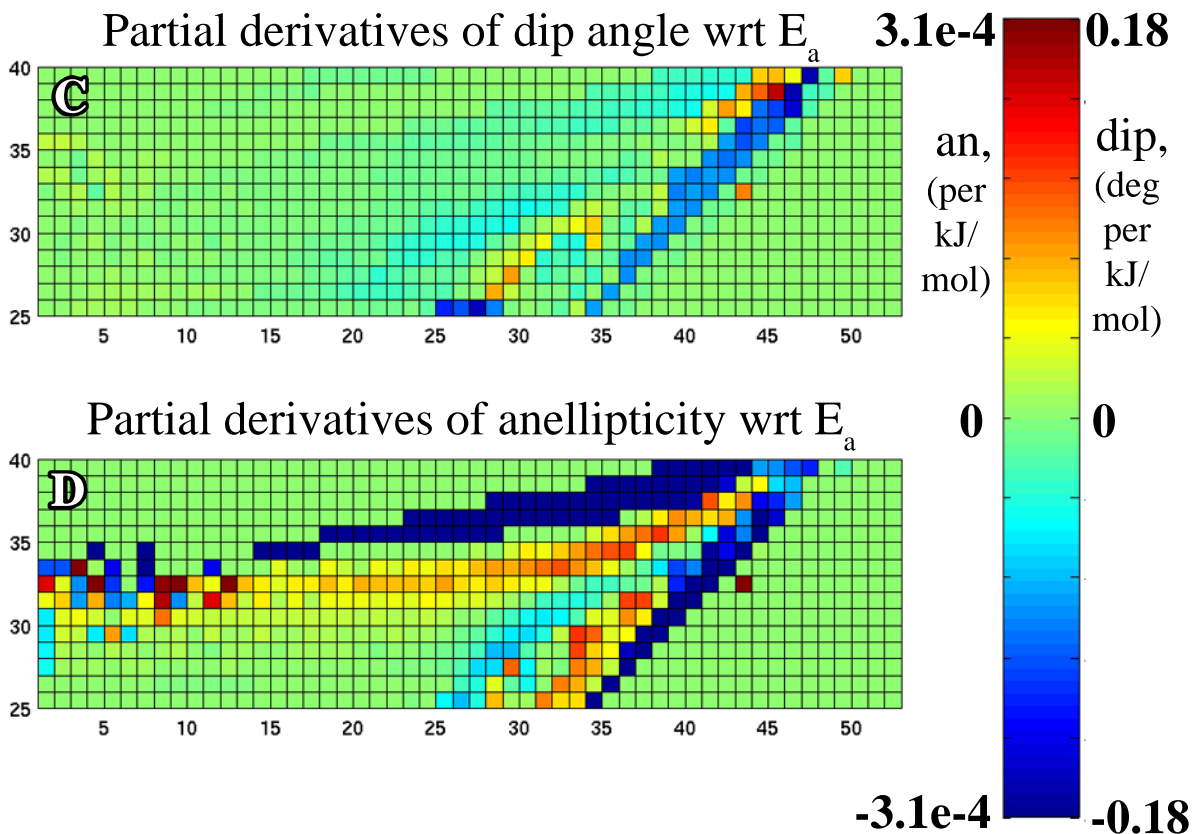 Partial derivatives of dip angle wrt Ea
3.1e-4
0.18
C
40
35
30
25
5 10 15 20 25 30 35 40 45 50
an,
(per
kJ/
mol)
dip,
(deg
per
kJ/
mol)
Partial derivatives of anellipticity wrt Ea
0
0
D
40
35
30
25
5 10 15 20 25 30 35 40 45 50
-3.1e-4
-0.18